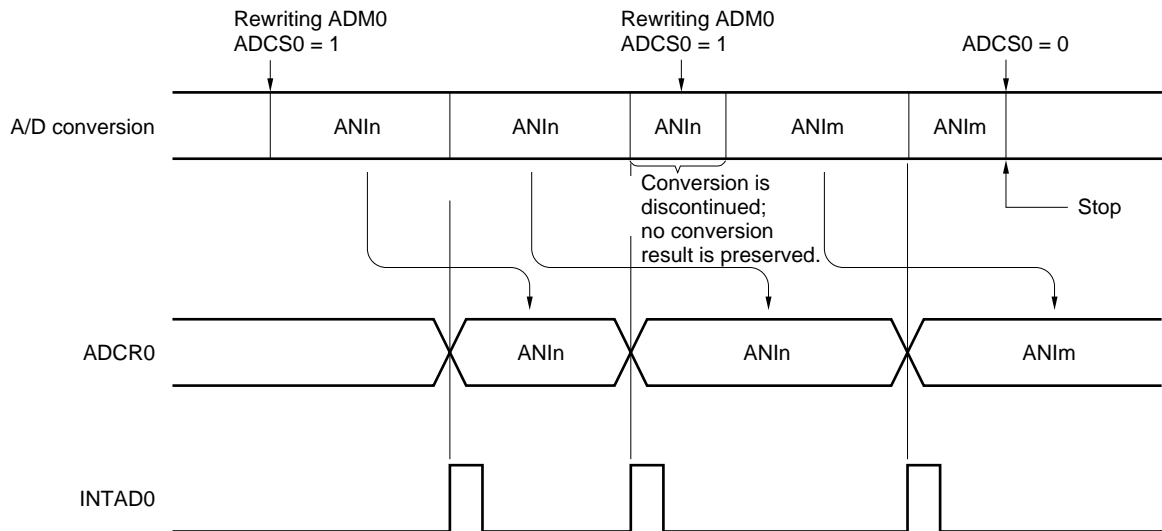 Rewriting ADM0
ADCS0 = 1
Rewriting ADM0
ADCS0 = 1
ADCS0 = 0
A/D conversion
ANIn
ANIn
ANIn
ANIm
ANIm
Conversion is
discontinued;
no conversion
result is preserved.
Stop
ADCR0
ANIn
ANIn
ANIm
INTAD0